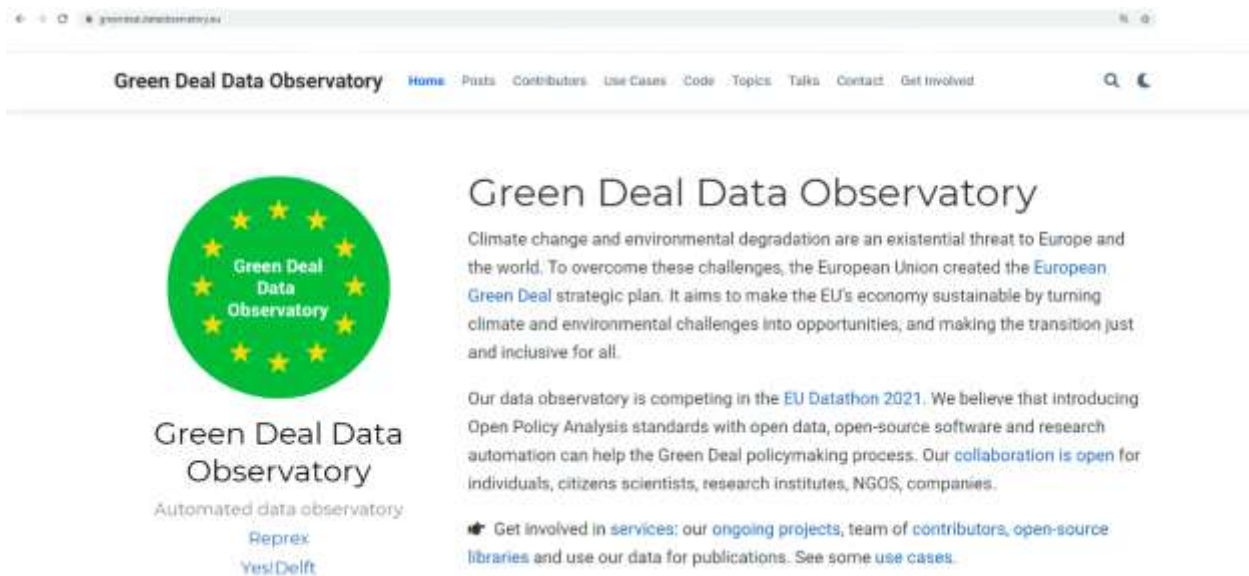 greendeal.dataobservatory.eu
Green Deal Data Observatory Home Posts Contributors Use Cases Code Topics Talks Contact Get Involved
Green Deal
Data
Observatory
Green Deal Data
Observatory
Automated data observatory
Reprex
Yes!Delft
Green Deal Data Observatory
Climate change and environmental degradation are an existential threat to Europe and
the world. To overcome these challenges, the European Union created the European
Green Deal strategic plan. It aims to make the EU's economy sustainable by turning
climate and environmental challenges into opportunities, and making the transition just
and inclusive for all.
Our data observatory is competing in the EU Datathon 2021. We believe that introducing
Open Policy Analysis standards with open data, open-source software and research
automation can help the Green Deal policymaking process. Our collaboration is open for
individuals, citizens scientists, research institutes, NGOS, companies.
Get involved in services: our ongoing projects, team of contributors, open-source
libraries and use our data for publications. See some use cases.